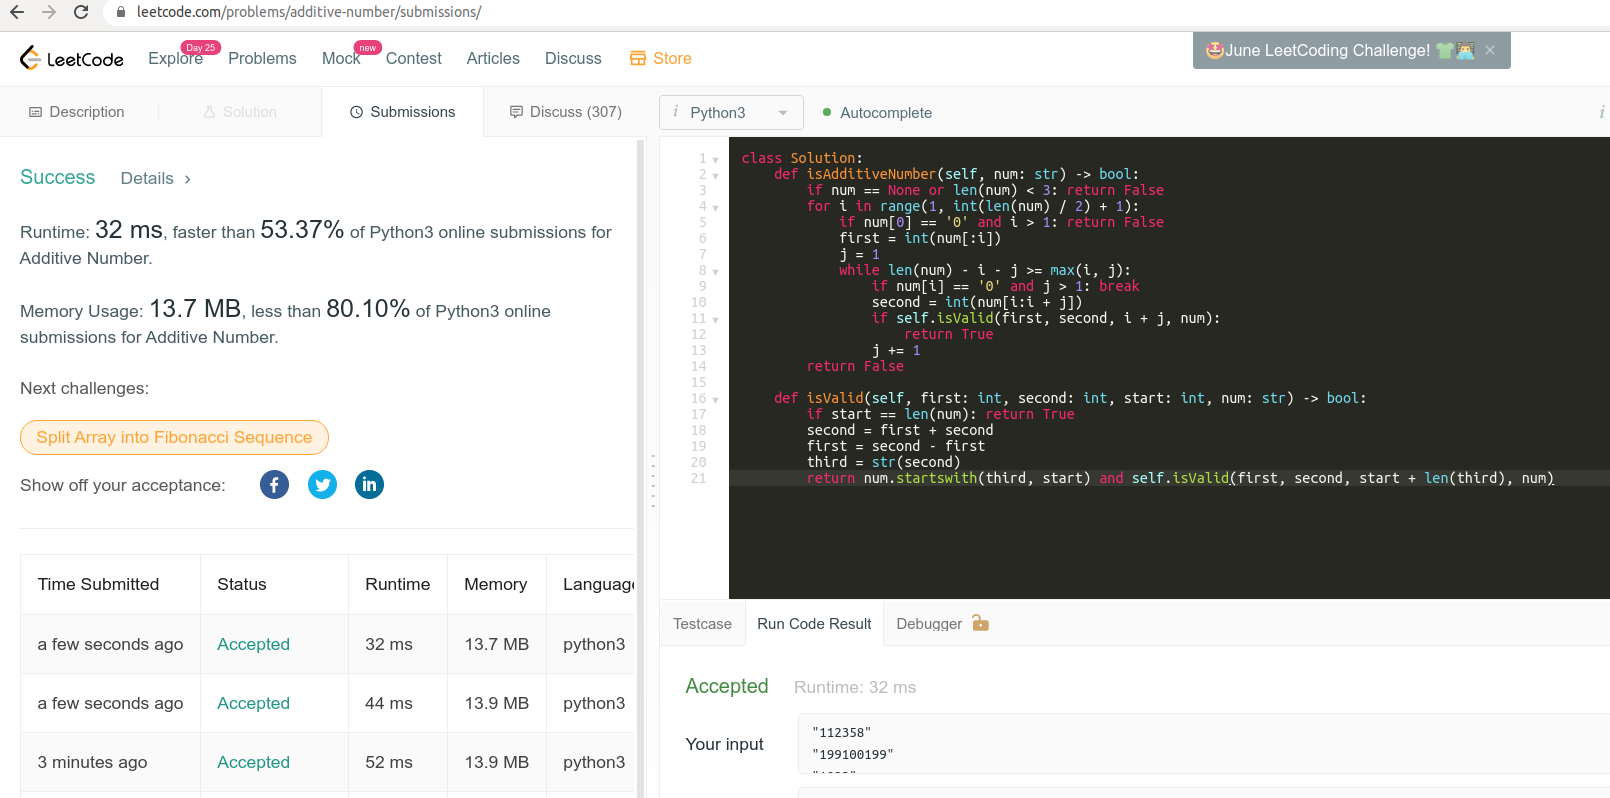 leetcode.com/problems/additive-number/submissions/
LeetCode
Explore
Day 25
Problems
Mock
new
Contest
Articles
Discuss
Store
🤩June LeetCoding Challenge! 👕👨‍💻 ×
Description
Solution
Submissions
Discuss (307)
i Python3
Autocomplete
i
Success
Details >
Runtime: 32 ms, faster than 53.37% of Python3 online submissions for
Additive Number.
Memory Usage: 13.7 MB, less than 80.10% of Python3 online
submissions for Additive Number.
Next challenges:
Split Array into Fibonacci Sequence
Show off your acceptance:
Time Submitted Status Runtime Memory Language
a few seconds ago Accepted 32 ms 13.7 MB python3
a few seconds ago Accepted 44 ms 13.9 MB python3
3 minutes ago Accepted 52 ms 13.9 MB python3
1 class Solution:
2     def isAdditiveNumber(self, num: str) -> bool:
3         if num == None or len(num) < 3: return False
4         for i in range(1, int(len(num) / 2) + 1):
5             if num[0] == '0' and i > 1: return False
6             first = int(num[:i])
7             j = 1
8             while len(num) - i - j >= max(i, j):
9                 if num[i] == '0' and j > 1: break
10                 second = int(num[i:i + j])
11                 if self.isValid(first, second, i + j, num):
12                     return True
13                 j += 1
14         return False
15
16     def isValid(self, first: int, second: int, start: int, num: str) -> bool:
17         if start == len(num): return True
18         second = first + second
19         first = second - first
20         third = str(second)
21         return num.startswith(third, start) and self.isValid(first, second, start + len(third), num)
Testcase
Run Code Result
Debugger
Accepted
Runtime: 32 ms
Your input
"112358"
"199100199"